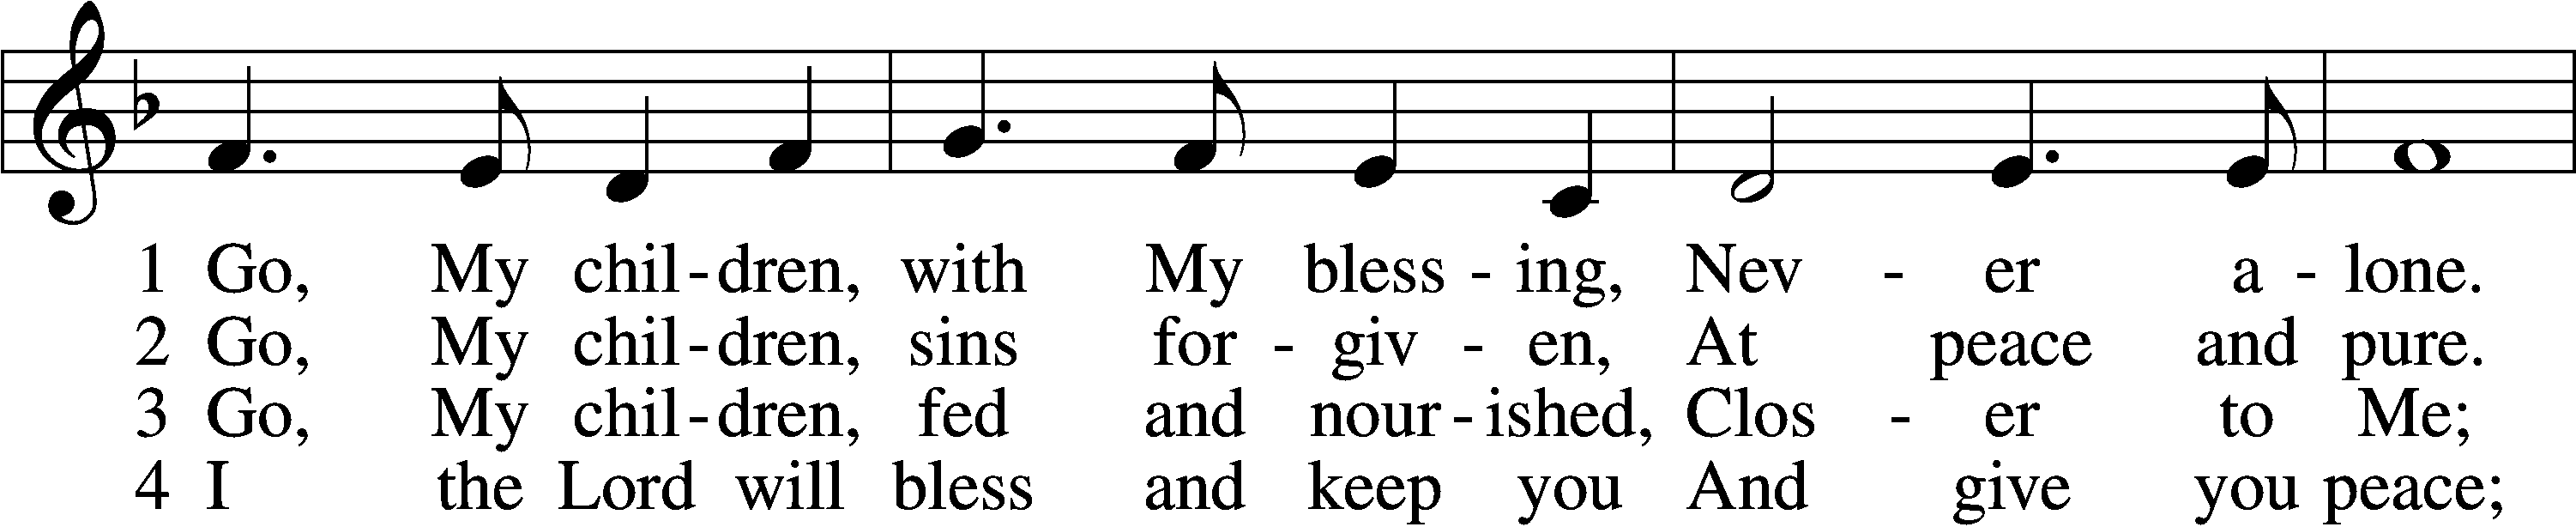 1 Go, My chil - dren, with My bless - ing, Nev - er a - lone.
2 Go, My chil - dren, sins for - giv - en, At peace and pure.
3 Go, My chil - dren, fed and nour - ished, Clos - er to Me;
4 I the Lord will bless and keep you And give you peace;